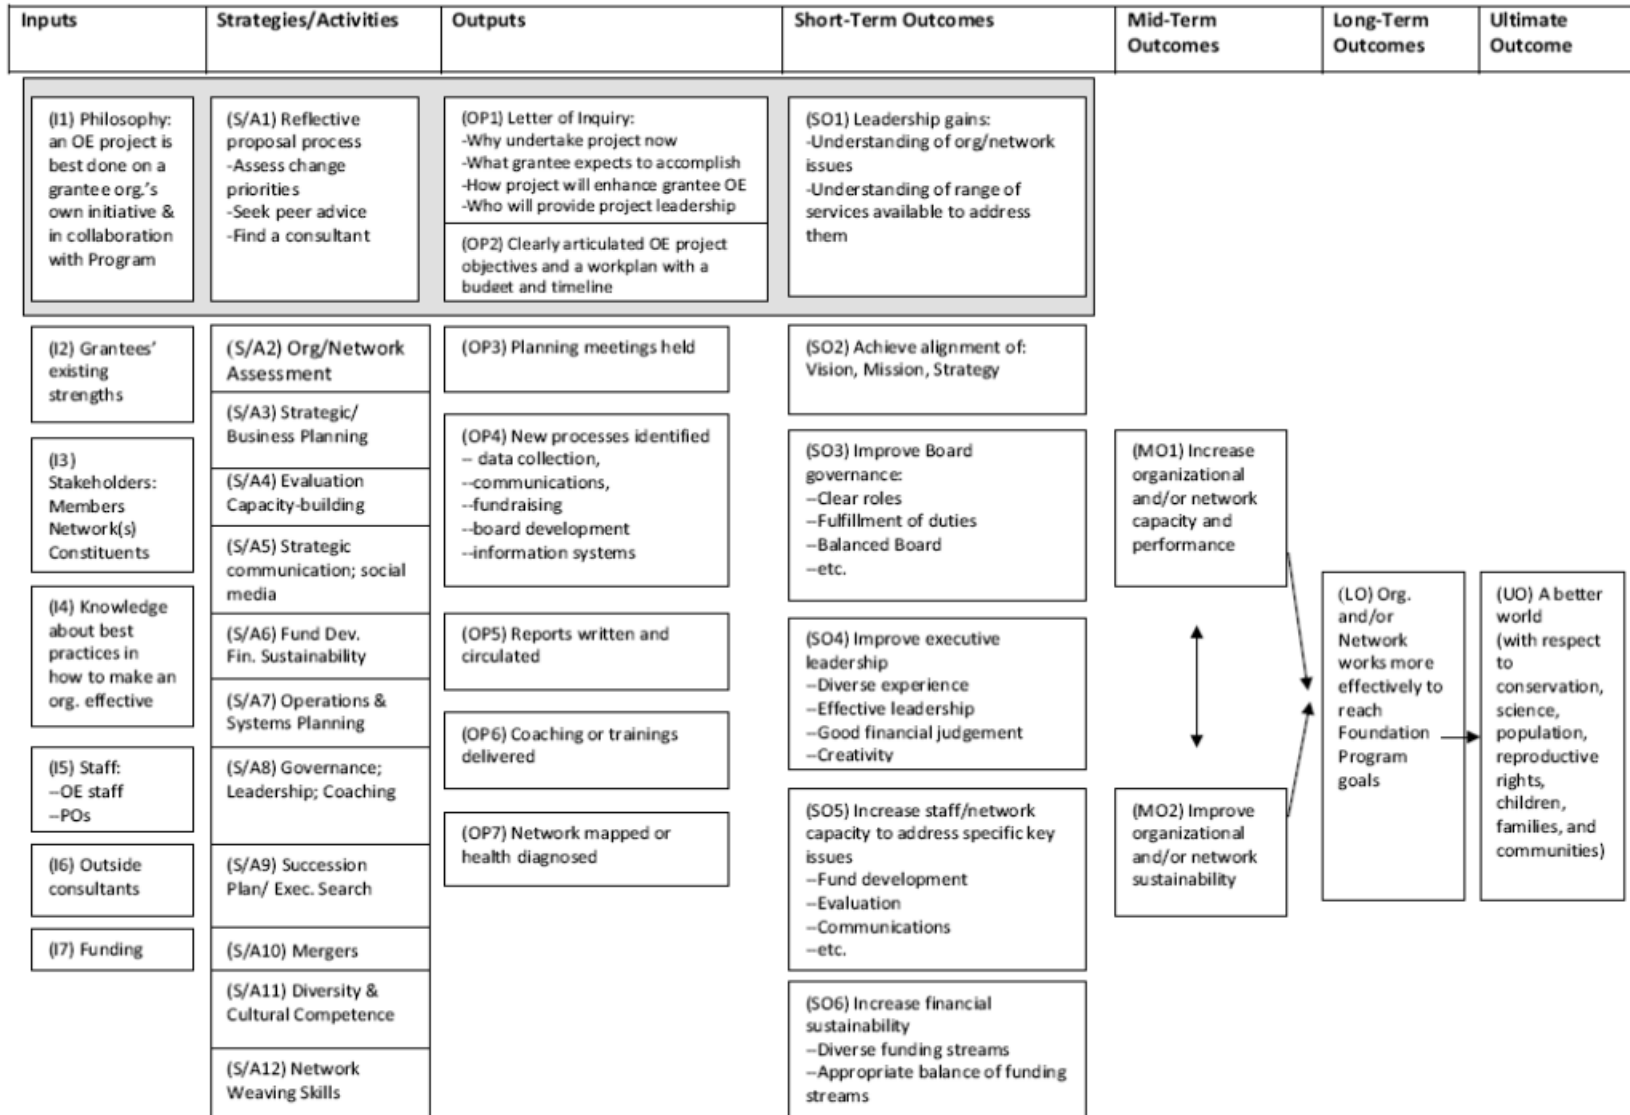 Inputs
Strategies/Activities
Outputs
Short-Term Outcomes
Mid-Term
Outcomes
Long-Term
Outcomes
Ultimate
Outcome
(I1) Philosophy:
an OE project is
best done on a
grantee org.'s
own initiative &
in collaboration
with Program
(S/A1) Reflective
proposal process
-Assess change
priorities
-Seek peer advice
-Find a consultant
(OP1) Letter of Inquiry:
-Why undertake project now
-What grantee expects to accomplish
-How project will enhance grantee OE
-Who will provide project leadership
(OP2) Clearly articulated OE project
objectives and a workplan with a
budget and timeline
(SO1) Leadership gains:
-Understanding of org/network
issues
-Understanding of range of
services available to address
them
(I2) Grantees'
existing
strengths
(I3)
Stakeholders:
Members
Network(s)
Constituents
(I4) Knowledge
about best
practices in
how to make an
org. effective
(I5) Staff:
--OE staff
--POs
(I6) Outside
consultants
(I7) Funding
(S/A2) Org/Network
Assessment
(S/A3) Strategic/
Business Planning
(S/A4) Evaluation
Capacity-building
(S/A5) Strategic
communication; social
media
(S/A6) Fund Dev.
Fin. Sustainability
(S/A7) Operations &
Systems Planning
(S/A8) Governance;
Leadership; Coaching
(S/A9) Succession
Plan/ Exec. Search
(S/A10) Mergers
(S/A11) Diversity &
Cultural Competence
(S/A12) Network
Weaving Skills
(OP3) Planning meetings held
(OP4) New processes identified
-- data collection,
--communications,
--fundraising
--board development
--information systems
(OP5) Reports written and
circulated
(OP6) Coaching or trainings
delivered
(OP7) Network mapped or
health diagnosed
(SO2) Achieve alignment of:
Vision, Mission, Strategy
(SO3) Improve Board
governance:
--Clear roles
--Fulfillment of duties
--Balanced Board
--etc.
(SO4) Improve executive
leadership
--Diverse experience
--Effective leadership
--Good financial judgement
--Creativity
(SO5) Increase staff/network
capacity to address specific key
issues
--Fund development
--Evaluation
--Communications
--etc.
(SO6) Increase financial
sustainability
--Diverse funding streams
--Appropriate balance of funding
streams
(MO1) Increase
organizational
and/or network
capacity and
performance
(MO2) Improve
organizational
and/or network
sustainability
(LO) Org.
and/or
Network
works more
effectively to
reach
Foundation
Program
goals
(UO) A better
world
(with respect
to
conservation,
science,
population,
reproductive
rights,
children,
families, and
communities)